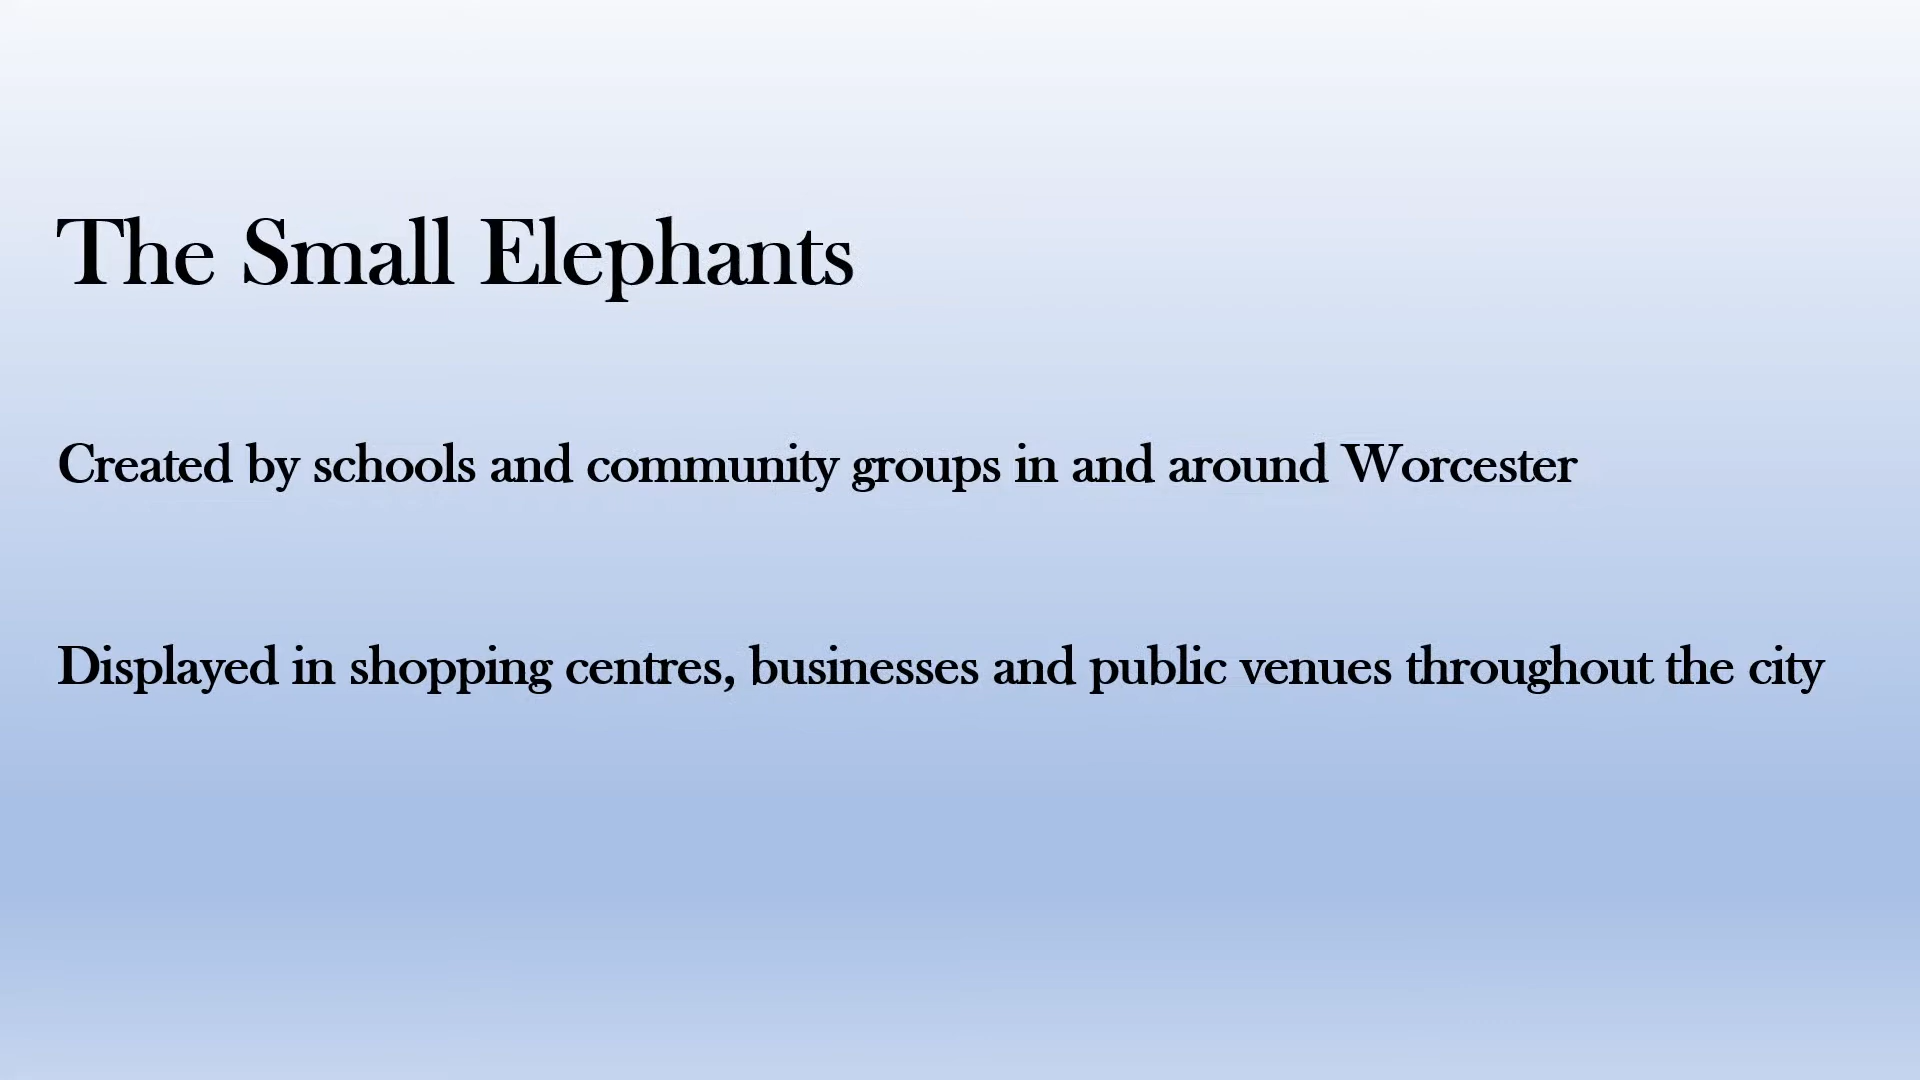 The Small Elephants
Created by schools and community groups in and around Worcester
Displayed in shopping centres, businesses and public venues throughout the city